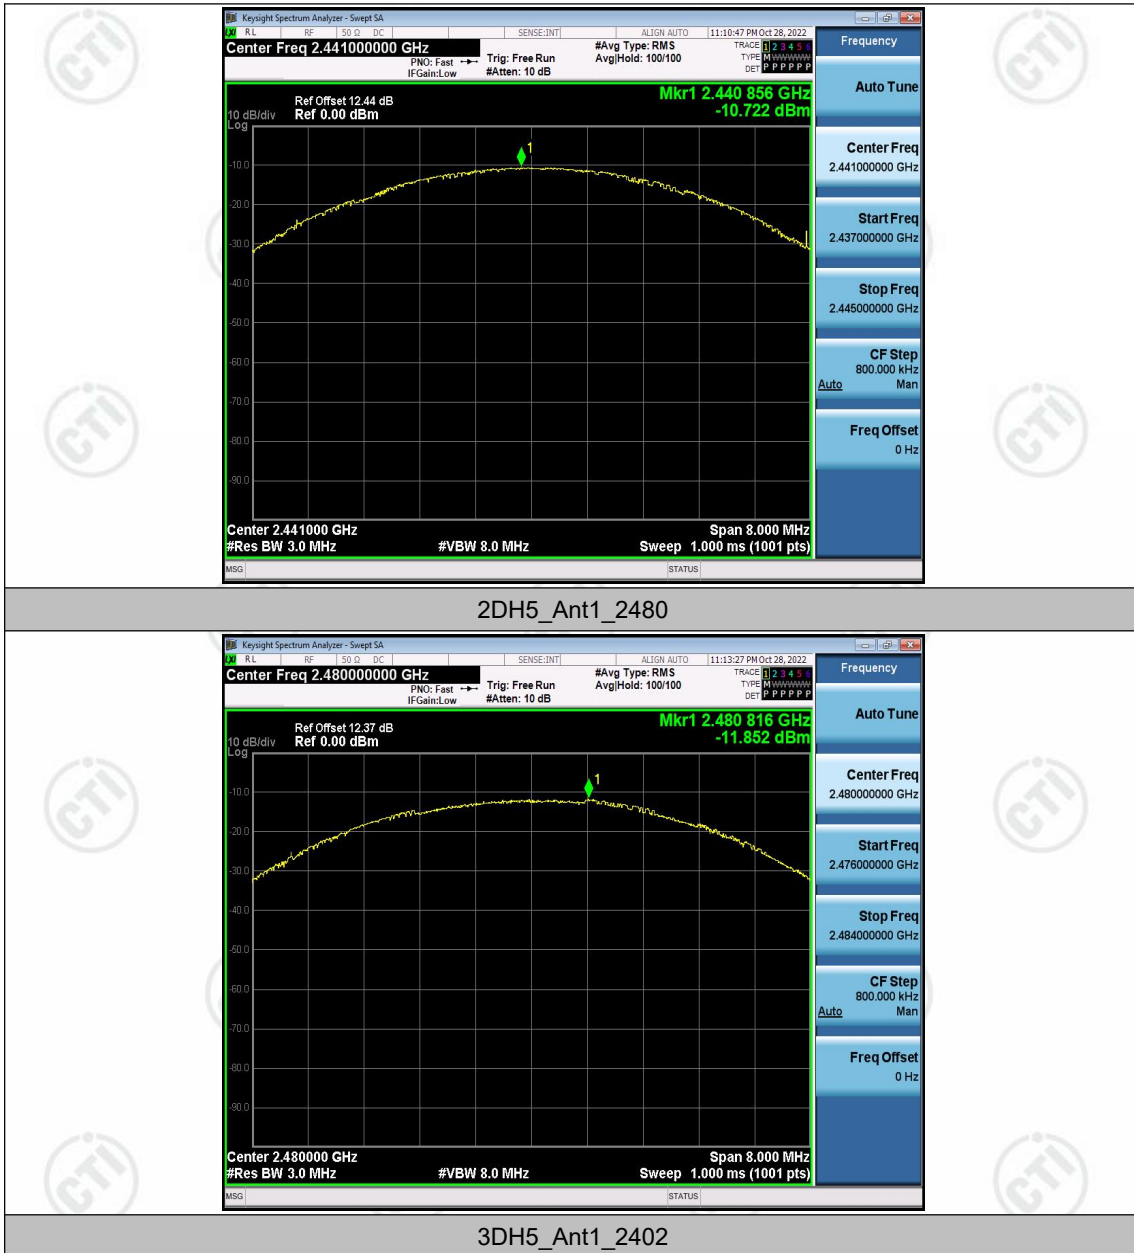 Keysight Spectrum Analyzer - Swept SA
LXI RL RF 50 Ω DC SENSE:INT ALIGN AUTO 11:10:47 PM Oct 28, 2022
Center Freq 2.441000000 GHz
PNO: Fast
IFGain:Low
Trig: Free Run
#Atten: 10 dB
#Avg Type: RMS
Avg|Hold: 100/100
TRACE 1 2 3 4 5 6
TYPE M WWWWW
DET P P P P P P
Frequency
Mkr1 2.440 856 GHz
-10.722 dBm
Ref Offset 12.44 dB
10 dB/div Ref 0.00 dBm
Log
1
-10.0
-20.0
-30.0
-40.0
-50.0
-60.0
-70.0
-80.0
-90.0
Center 2.441000 GHz Span 8.000 MHz
#Res BW 3.0 MHz #VBW 8.0 MHz Sweep 1.000 ms (1001 pts)
MSG STATUS
Auto Tune
Center Freq
2.441000000 GHz
Start Freq
2.437000000 GHz
Stop Freq
2.445000000 GHz
CF Step
800.000 kHz
Auto Man
Freq Offset
0 Hz
2DH5_Ant1_2480
Keysight Spectrum Analyzer - Swept SA
LXI RL RF 50 Ω DC SENSE:INT ALIGN AUTO 11:13:27 PM Oct 28, 2022
Center Freq 2.480000000 GHz
PNO: Fast
IFGain:Low
Trig: Free Run
#Atten: 10 dB
#Avg Type: RMS
Avg|Hold: 100/100
TRACE 1 2 3 4 5 6
TYPE M WWWWW
DET P P P P P P
Frequency
Mkr1 2.480 816 GHz
-11.852 dBm
Ref Offset 12.37 dB
10 dB/div Ref 0.00 dBm
Log
1
-10.0
-20.0
-30.0
-40.0
-50.0
-60.0
-70.0
-80.0
-90.0
Center 2.480000 GHz Span 8.000 MHz
#Res BW 3.0 MHz #VBW 8.0 MHz Sweep 1.000 ms (1001 pts)
MSG STATUS
Auto Tune
Center Freq
2.480000000 GHz
Start Freq
2.476000000 GHz
Stop Freq
2.484000000 GHz
CF Step
800.000 kHz
Auto Man
Freq Offset
0 Hz
3DH5_Ant1_2402
CTI
CTI
CTI
CTI
CTI
CTI
CTI
CTI